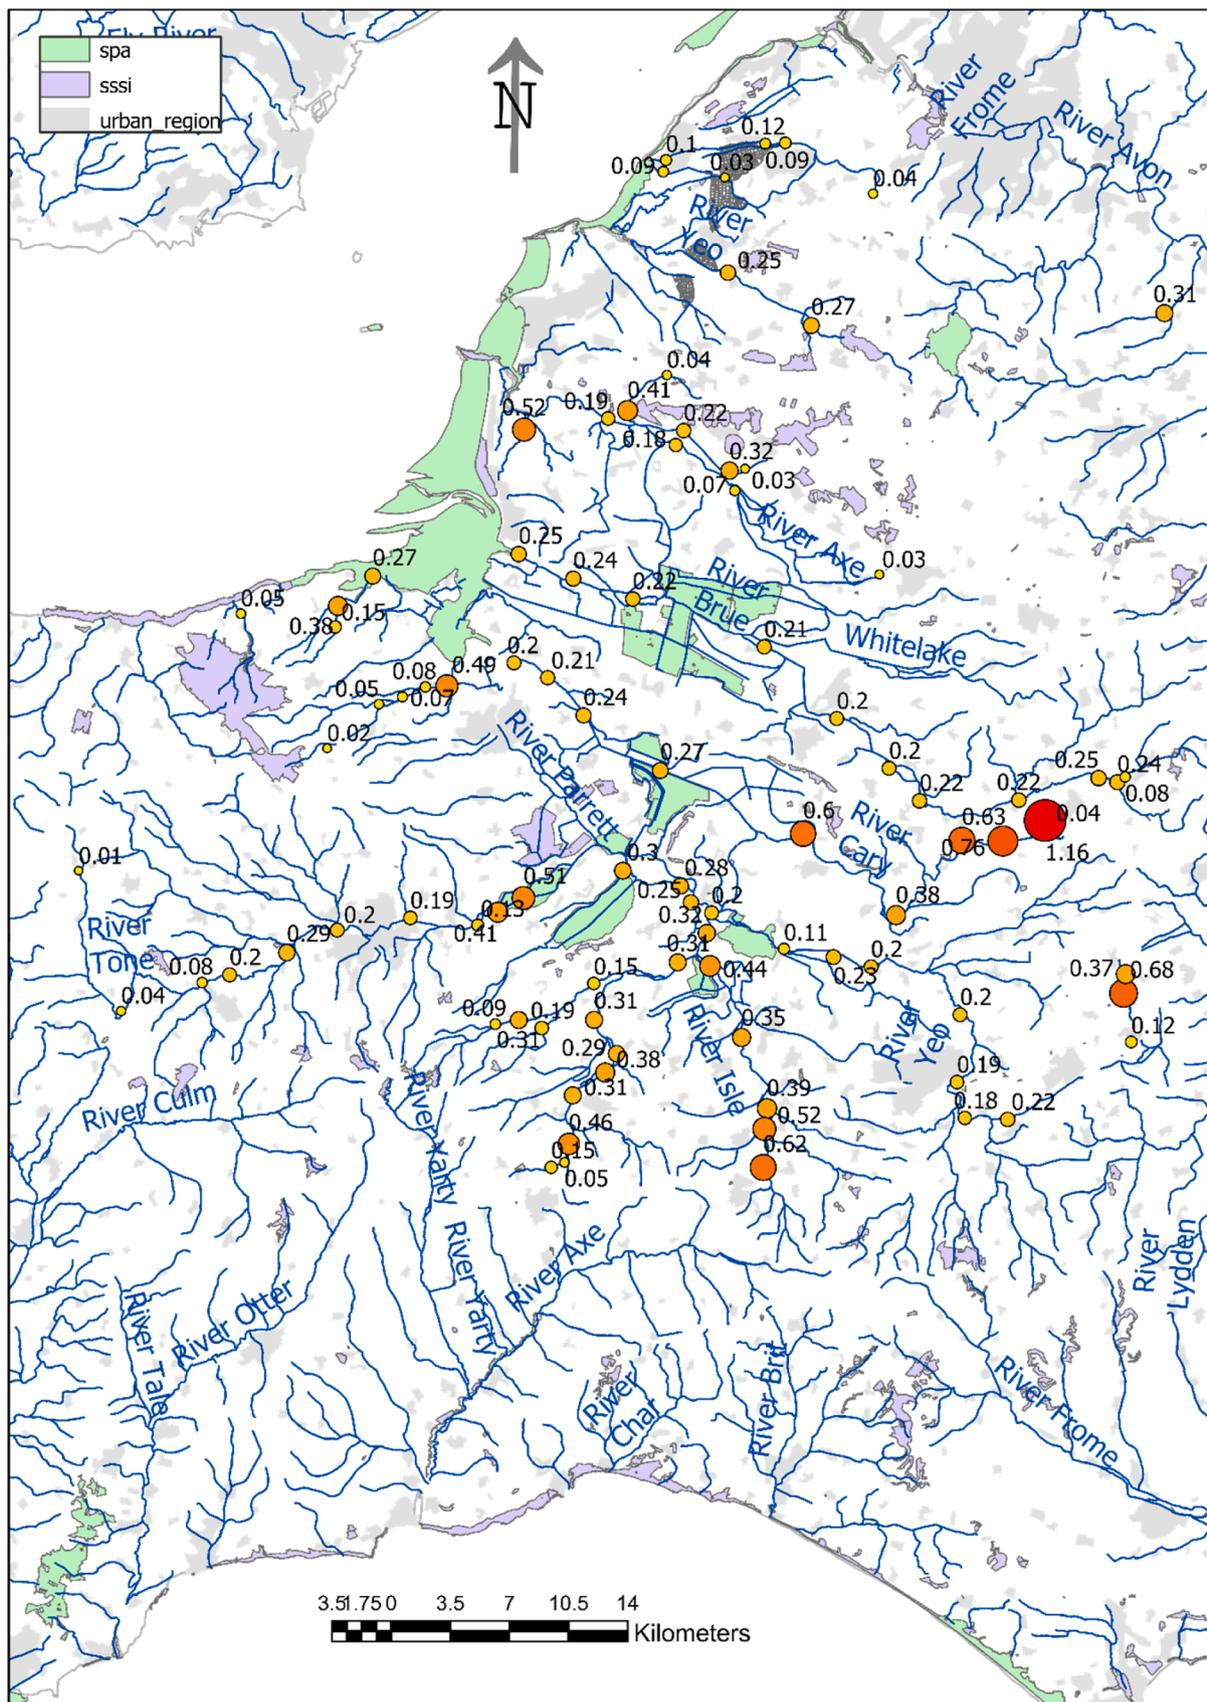 Ely River
spa
sssi
urban_region
N
River
Frome
River Avon
0.12
0.1
0.09
0.03
0.09
0.04
River
Yeo
0.25
0.27
0.31
0.04
0.41
0.19
0.52
0.22
0.18
0.32
0.03
0.07
River Axe
0.03
0.25
0.24
0.27
0.22
River
Brue
0.05
0.15
0.38
0.21
Whitelake
0.2
0.49
0.08
0.21
0.05
0.07
0.24
0.2
0.02
River Parrett
0.27
0.2
0.25
0.24
0.22
0.22
0.08
0.6
River
Cary
0.63
0.04
0.76
1.16
0.01
0.3
0.28
0.51
0.25
0.2
0.38
0.19
0.13
0.2
0.41
0.32
River
Tone
0.29
0.11
0.2
0.31
0.08
0.2
0.15
0.44
0.23
0.37
0.68
0.04
0.09
0.19
0.31
0.31
0.2
River
Yeo
0.12
0.35
0.29
0.38
River Isle
0.19
River Culm
0.31
0.39
0.18
0.22
0.46
0.52
River Yarty
0.15
0.62
0.05
River Axe
River Yarty
River
Lydden
River Otter
River Tale
River
Char
River Brit
River Frome
3.5
1.75
0
3.5
7
10.5
14
Kilometers